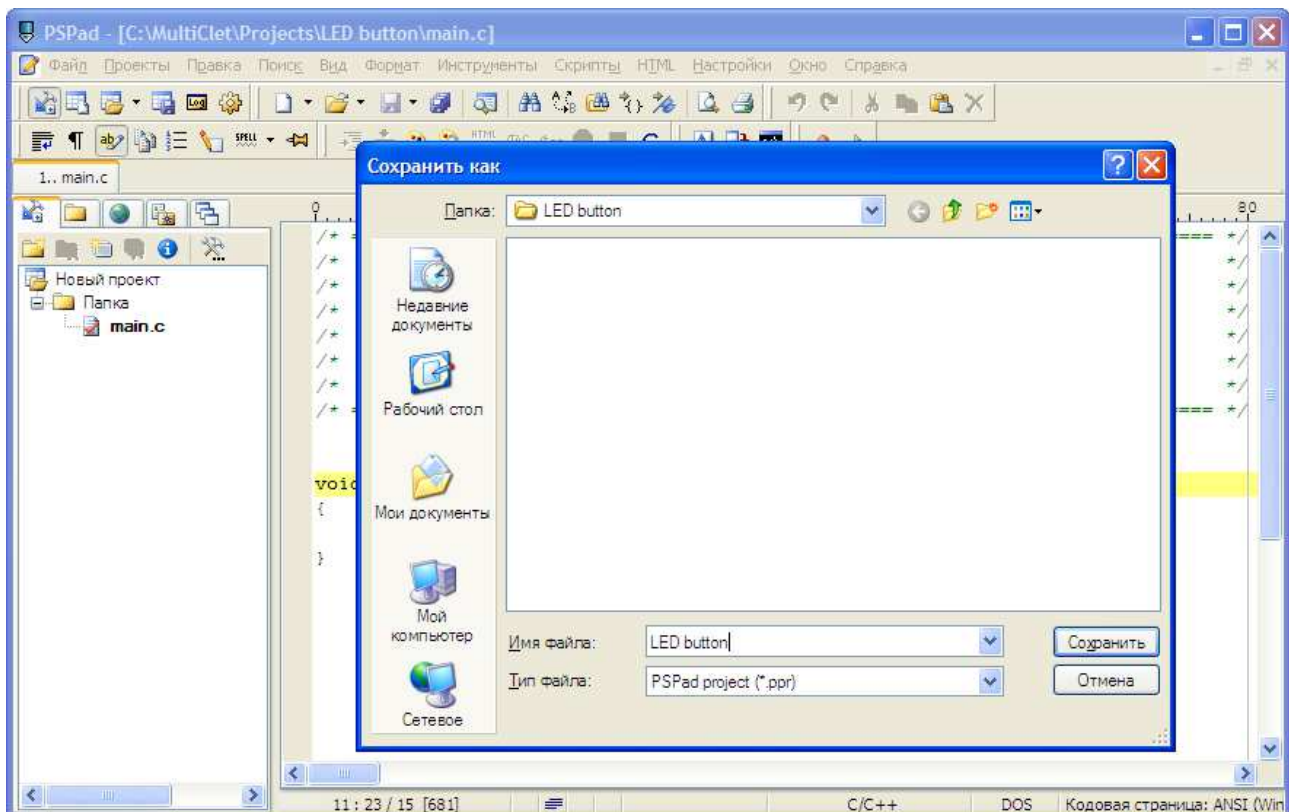 PSPad - [C:\MultiClet\Projects\LED button\main.c]
Файл Проекты Правка Поиск Вид Формат Инструменты Скрипты HTML Настройки Окно Справка
1.. main.c
Сохранить как
Папка: LED button
0
80
Новый проект
Папка
main.c
/* = ==== */
/* */
/* */
/* */
/* */
/* */
/* */
/* = ==== */
void
{
}
Недавние
документы
Рабочий стол
Мои документы
Мой
компьютер
Сетевое
Имя файла: LED button Сохранить
Тип файла: PSPad project (*.ppr) Отмена
11 : 23 / 15 [681] C/C++ DOS Кодовая страница: ANSI (Win